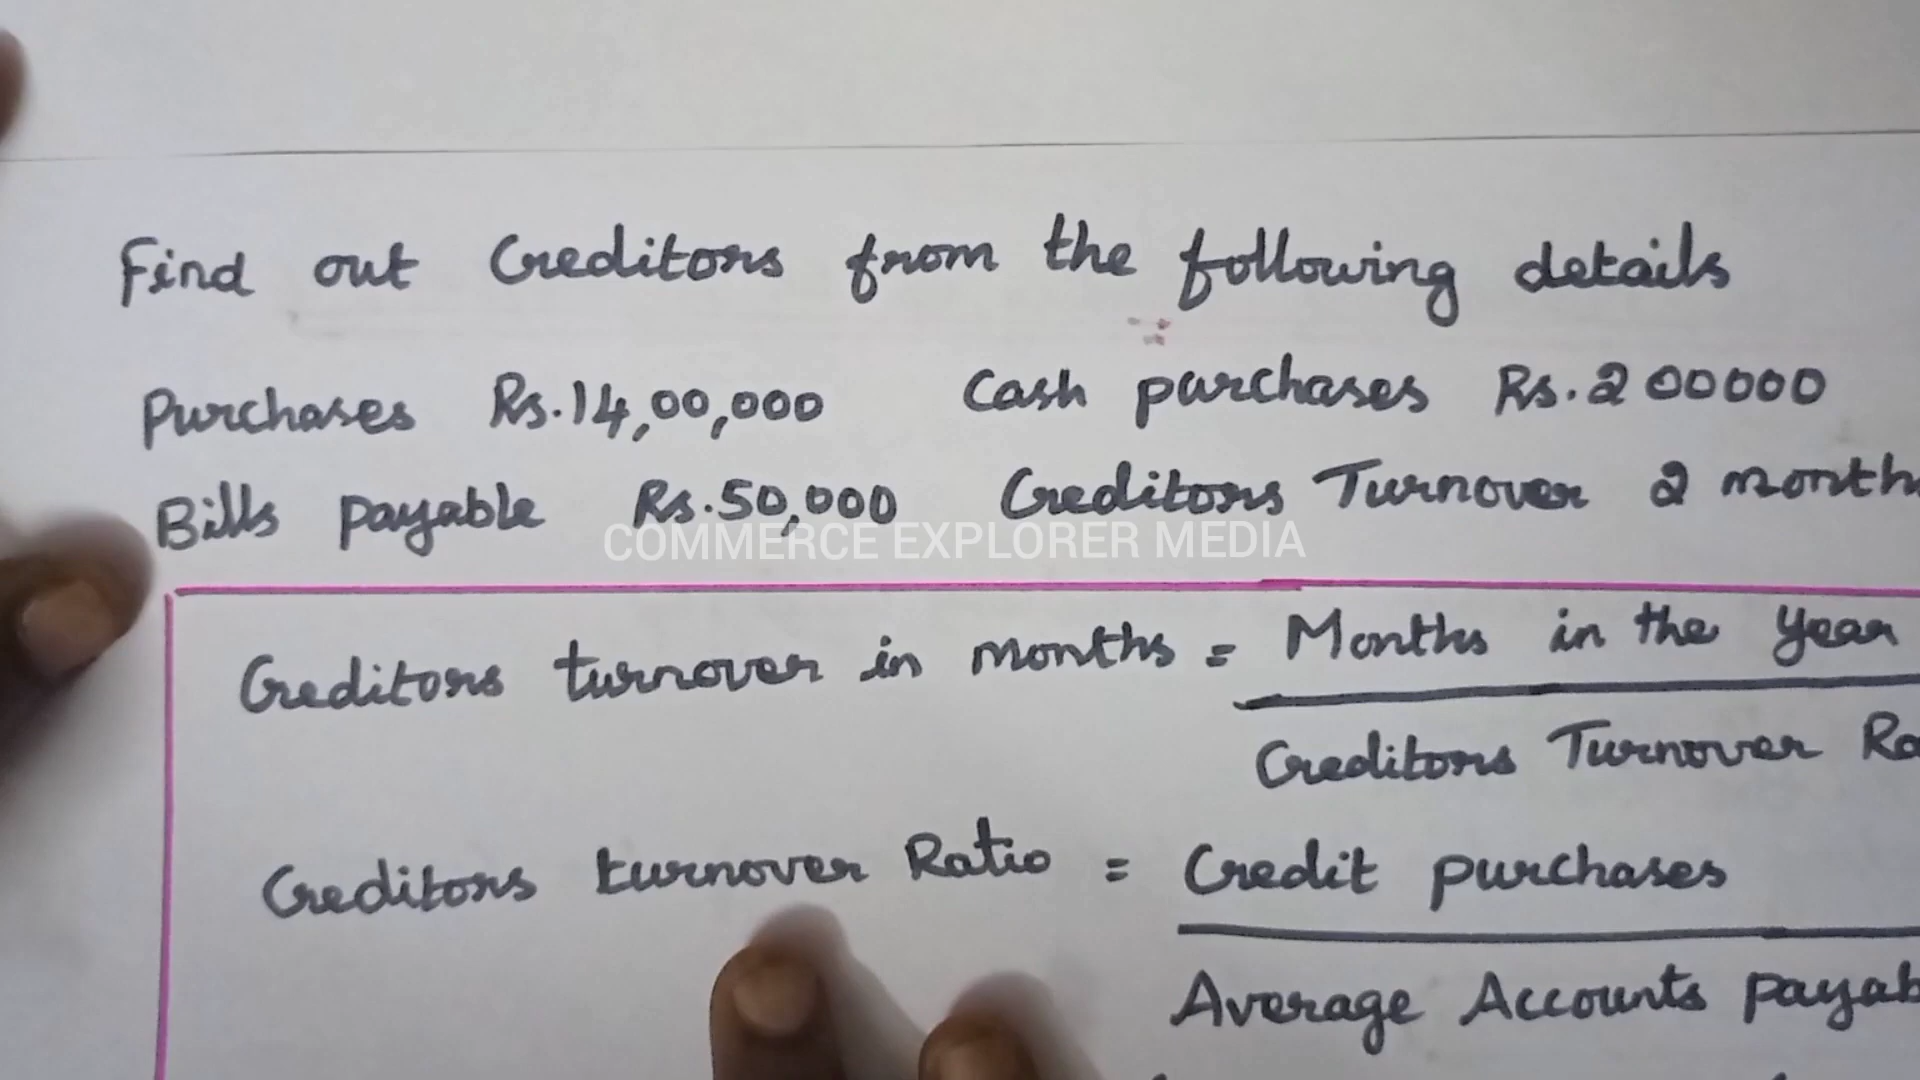 Find out Creditors from the following details
Purchases Rs.14,00,000 Cash purchases Rs.200000
Bills payable Rs.50,000 Creditors Turnover 2 month
COMMERCE EXPLORER MEDIA
Creditors turnover in months = Months in the year
Creditors Turnover Ra
Creditors turnover Ratio = Credit purchases
Average Accounts payab